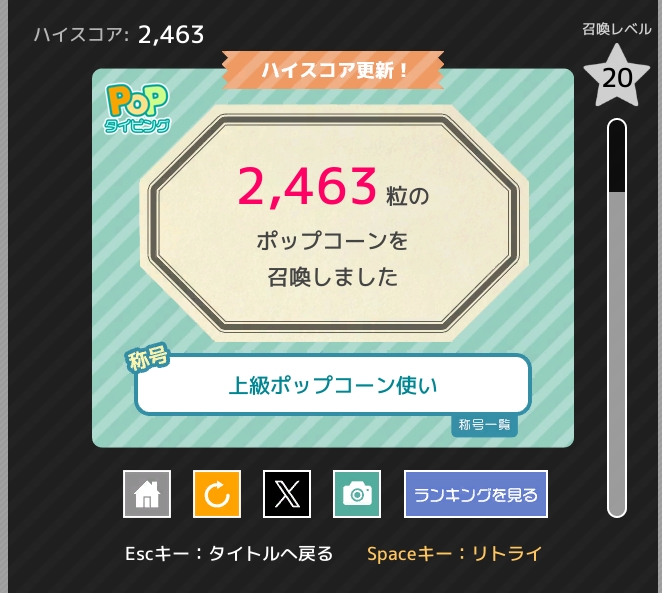 ハイスコア: 2,463
召喚レベル
20
ハイスコア更新！
POP
タイピング
2,463 粒の
ポップコーンを
召喚しました
称号
上級ポップコーン使い
称号一覧
ランキングを見る
Escキー：タイトルへ戻る Spaceキー：リトライ